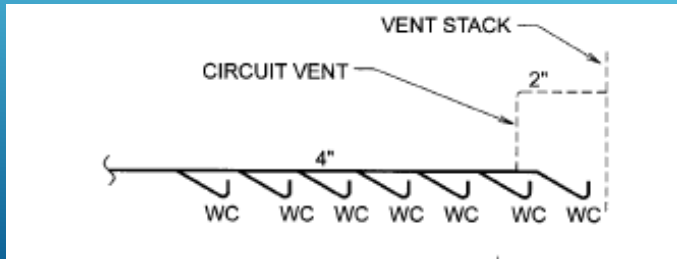 VENT STACK
CIRCUIT VENT
2"
4"
WC WC WC WC WC WC WC